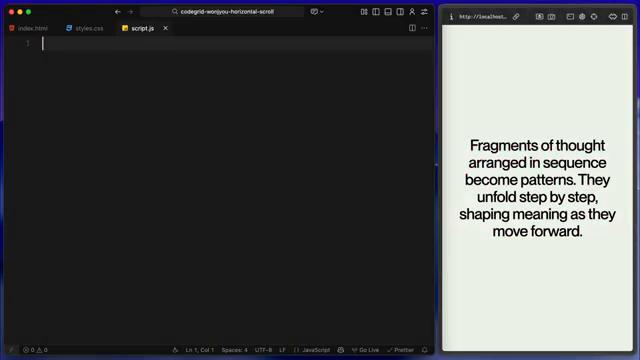 codegrid-wonjyou-horizontal-scroll
index.html
styles.css
script.js
1
0 0
Ln 1, Col 1
Spaces: 4
UTF-8
LF
{} JavaScript
Go Live
Prettier
http://localhost...
Fragments of thought
arranged in sequence
become patterns. They
unfold step by step,
shaping meaning as they
move forward.